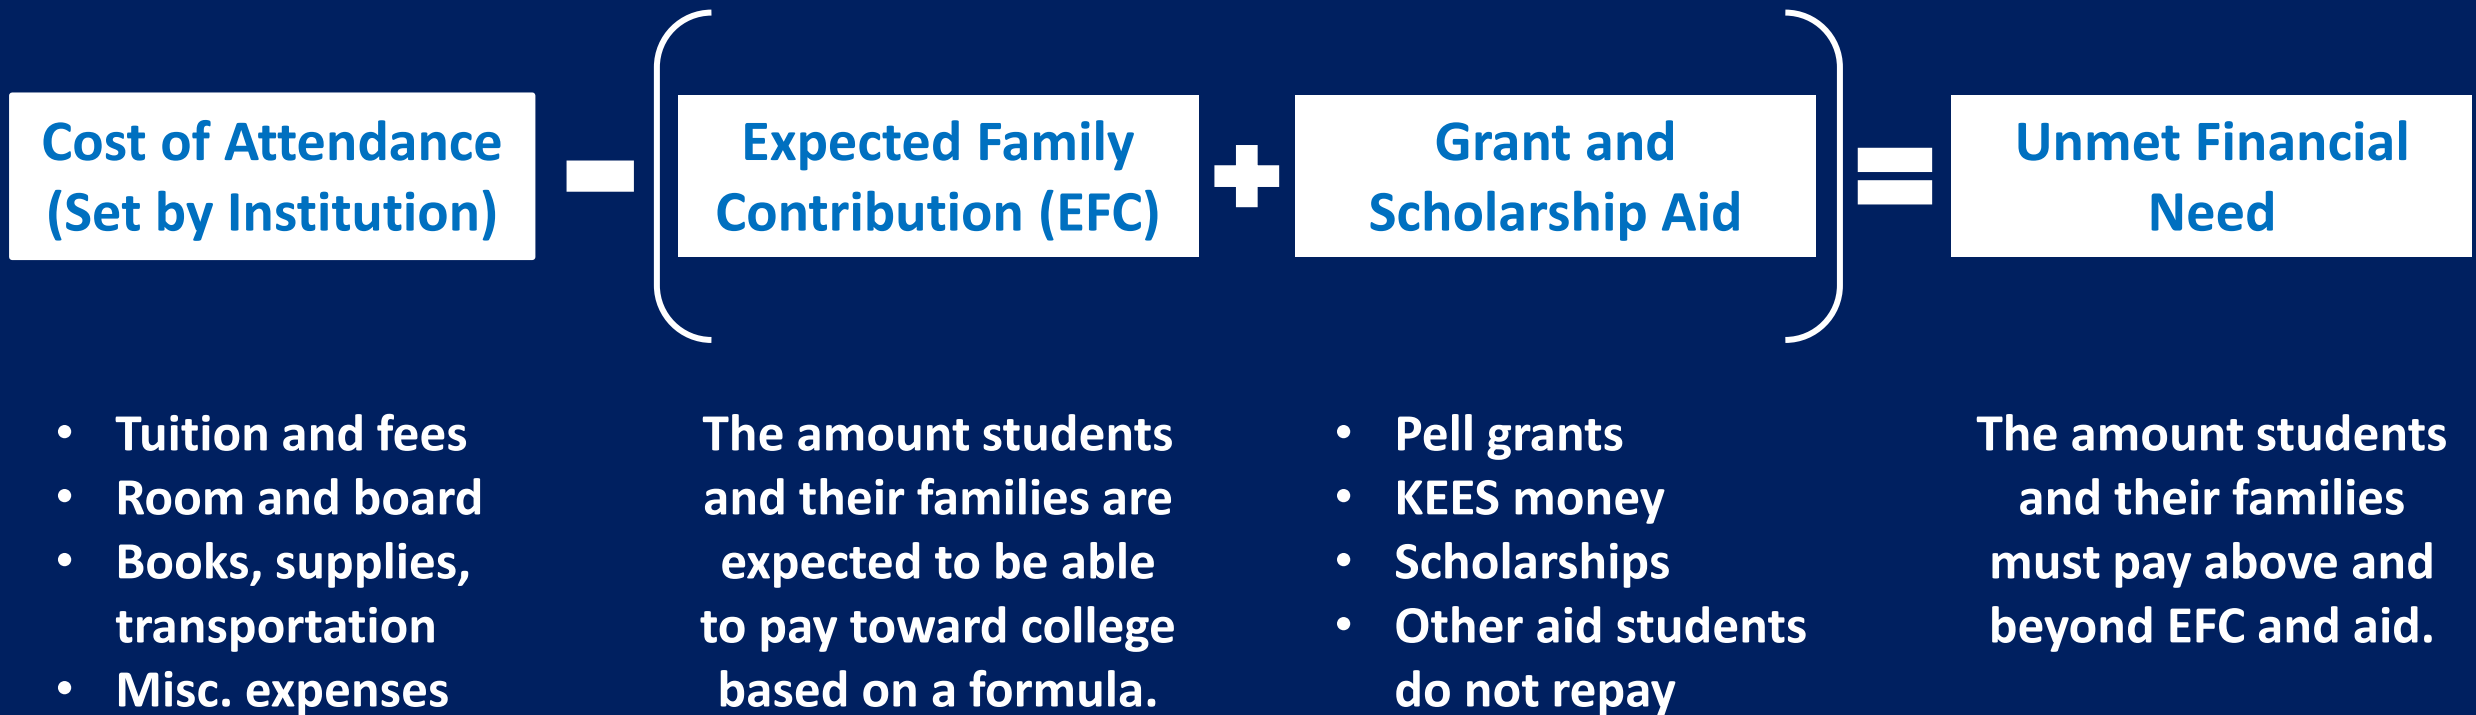 Cost of Attendance
(Set by Institution)
Expected Family
Contribution (EFC)
Grant and
Scholarship Aid
Unmet Financial
Need
• Tuition and fees
• Room and board
• Books, supplies,
transportation
• Misc. expenses
The amount students
and their families are
expected to be able
to pay toward college
based on a formula.
• Pell grants
• KEES money
• Scholarships
• Other aid students
do not repay
The amount students
and their families
must pay above and
beyond EFC and aid.